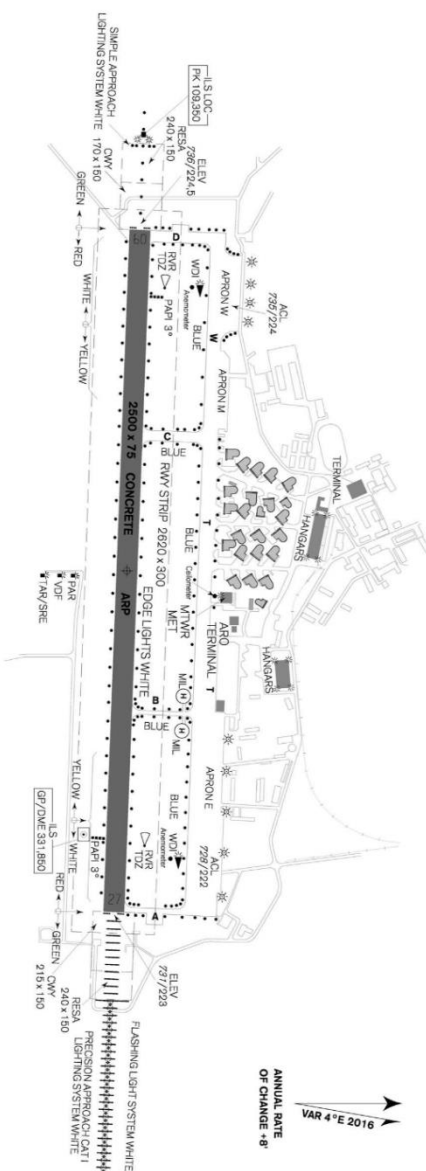 ILS LOC
PK 109,350
RESA
240 x 150
SIMPLE APPROACH
LIGHTING SYSTEM WHITE
CWY
170 x 150
ELEV
736/224,5
GREEN
RED
WHITE
YELLOW
09
D
RVR
TDZ
PAPI 3°
WDI
Anemometer
BLUE
W
APRON W
ACL
735/224
APRON M
C
BLUE
2500 x 75 CONCRETE
ARP
RWY STRIP 2620 x 300
EDGE LIGHTS WHITE
BLUE
T
TERMINAL
HANGARS
Ceilometer
MTWR
MET
ARO
TERMINAL
T
HANGARS
PAR
VDF
TAR/SRE
B
BLUE
MIL H
H MIL
APRON E
BLUE
WDI
RVR
TDZ
ACL
728/222
YELLOW
WHITE
PAPI 3°
ILS
GP/DME 331,850
27
A
RED
GREEN
ELEV
731/223
CWY
215 x 150
RESA
240 x 150
PRECISION APPROACH CAT I
LIGHTING SYSTEM WHITE
FLASHING LIGHT SYSTEM WHITE
Anemometer
VAR 4°E 2016
ANNUAL RATE
OF CHANGE +8'